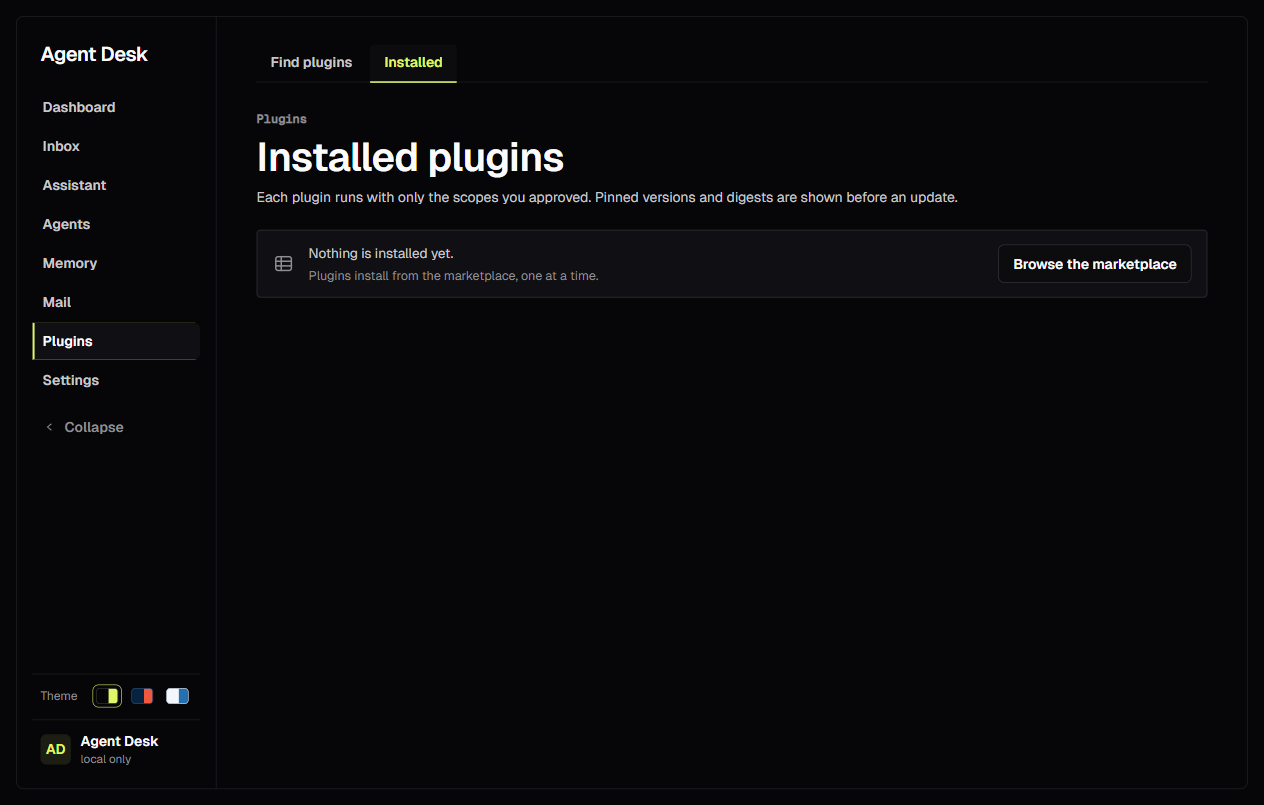 Agent Desk
Dashboard
Inbox
Assistant
Agents
Memory
Mail
Plugins
Settings
Collapse
Theme
AD
Agent Desk
local only
Find plugins
Installed
Plugins
Installed plugins
Each plugin runs with only the scopes you approved. Pinned versions and digests are shown before an update.
Nothing is installed yet.
Plugins install from the marketplace, one at a time.
Browse the marketplace